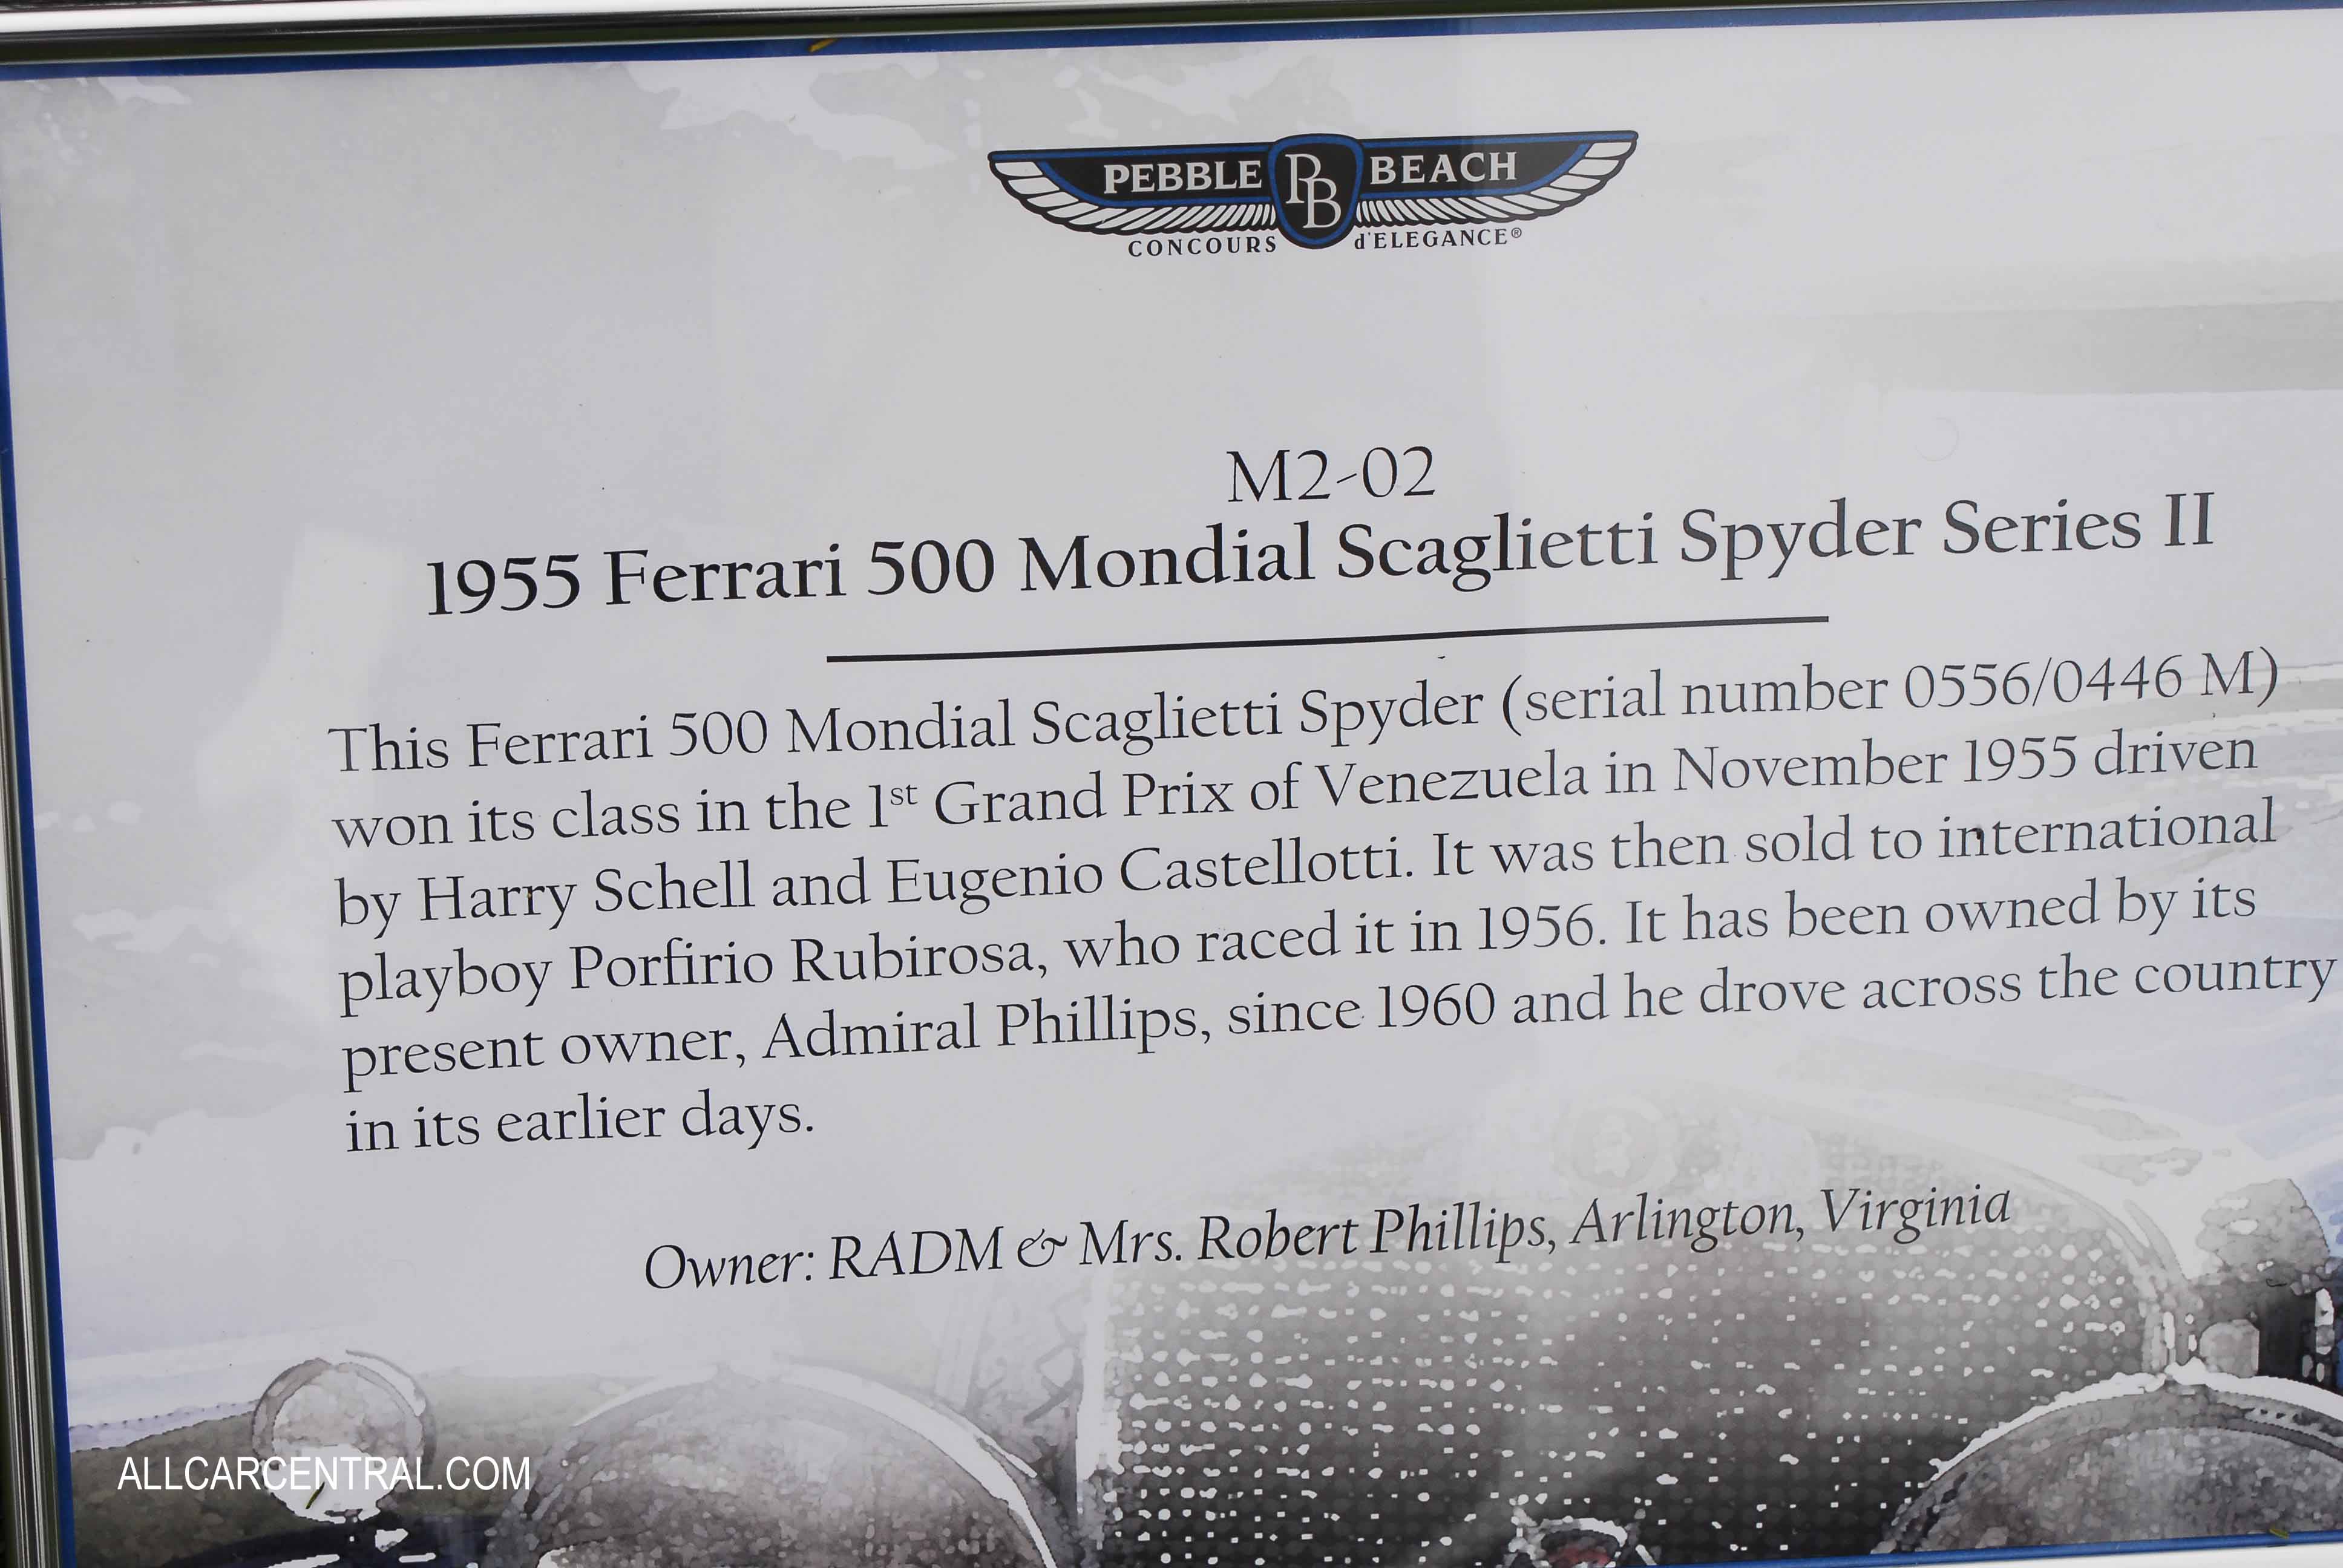 PEBBLE PB BEACH
CONCOURS d'ELEGANCE®
M2-02
1955 Ferrari 500 Mondial Scaglietti Spyder Series II
This Ferrari 500 Mondial Scaglietti Spyder (serial number 0556/0446 M)
won its class in the 1st Grand Prix of Venezuela in November 1955 driven
by Harry Schell and Eugenio Castellotti. It was then sold to international
playboy Porfirio Rubirosa, who raced it in 1956. It has been owned by its
present owner, Admiral Phillips, since 1960 and he drove across the country
in its earlier days.
Owner: RADM & Mrs. Robert Phillips, Arlington, Virginia
ALLCARCENTRAL.COM